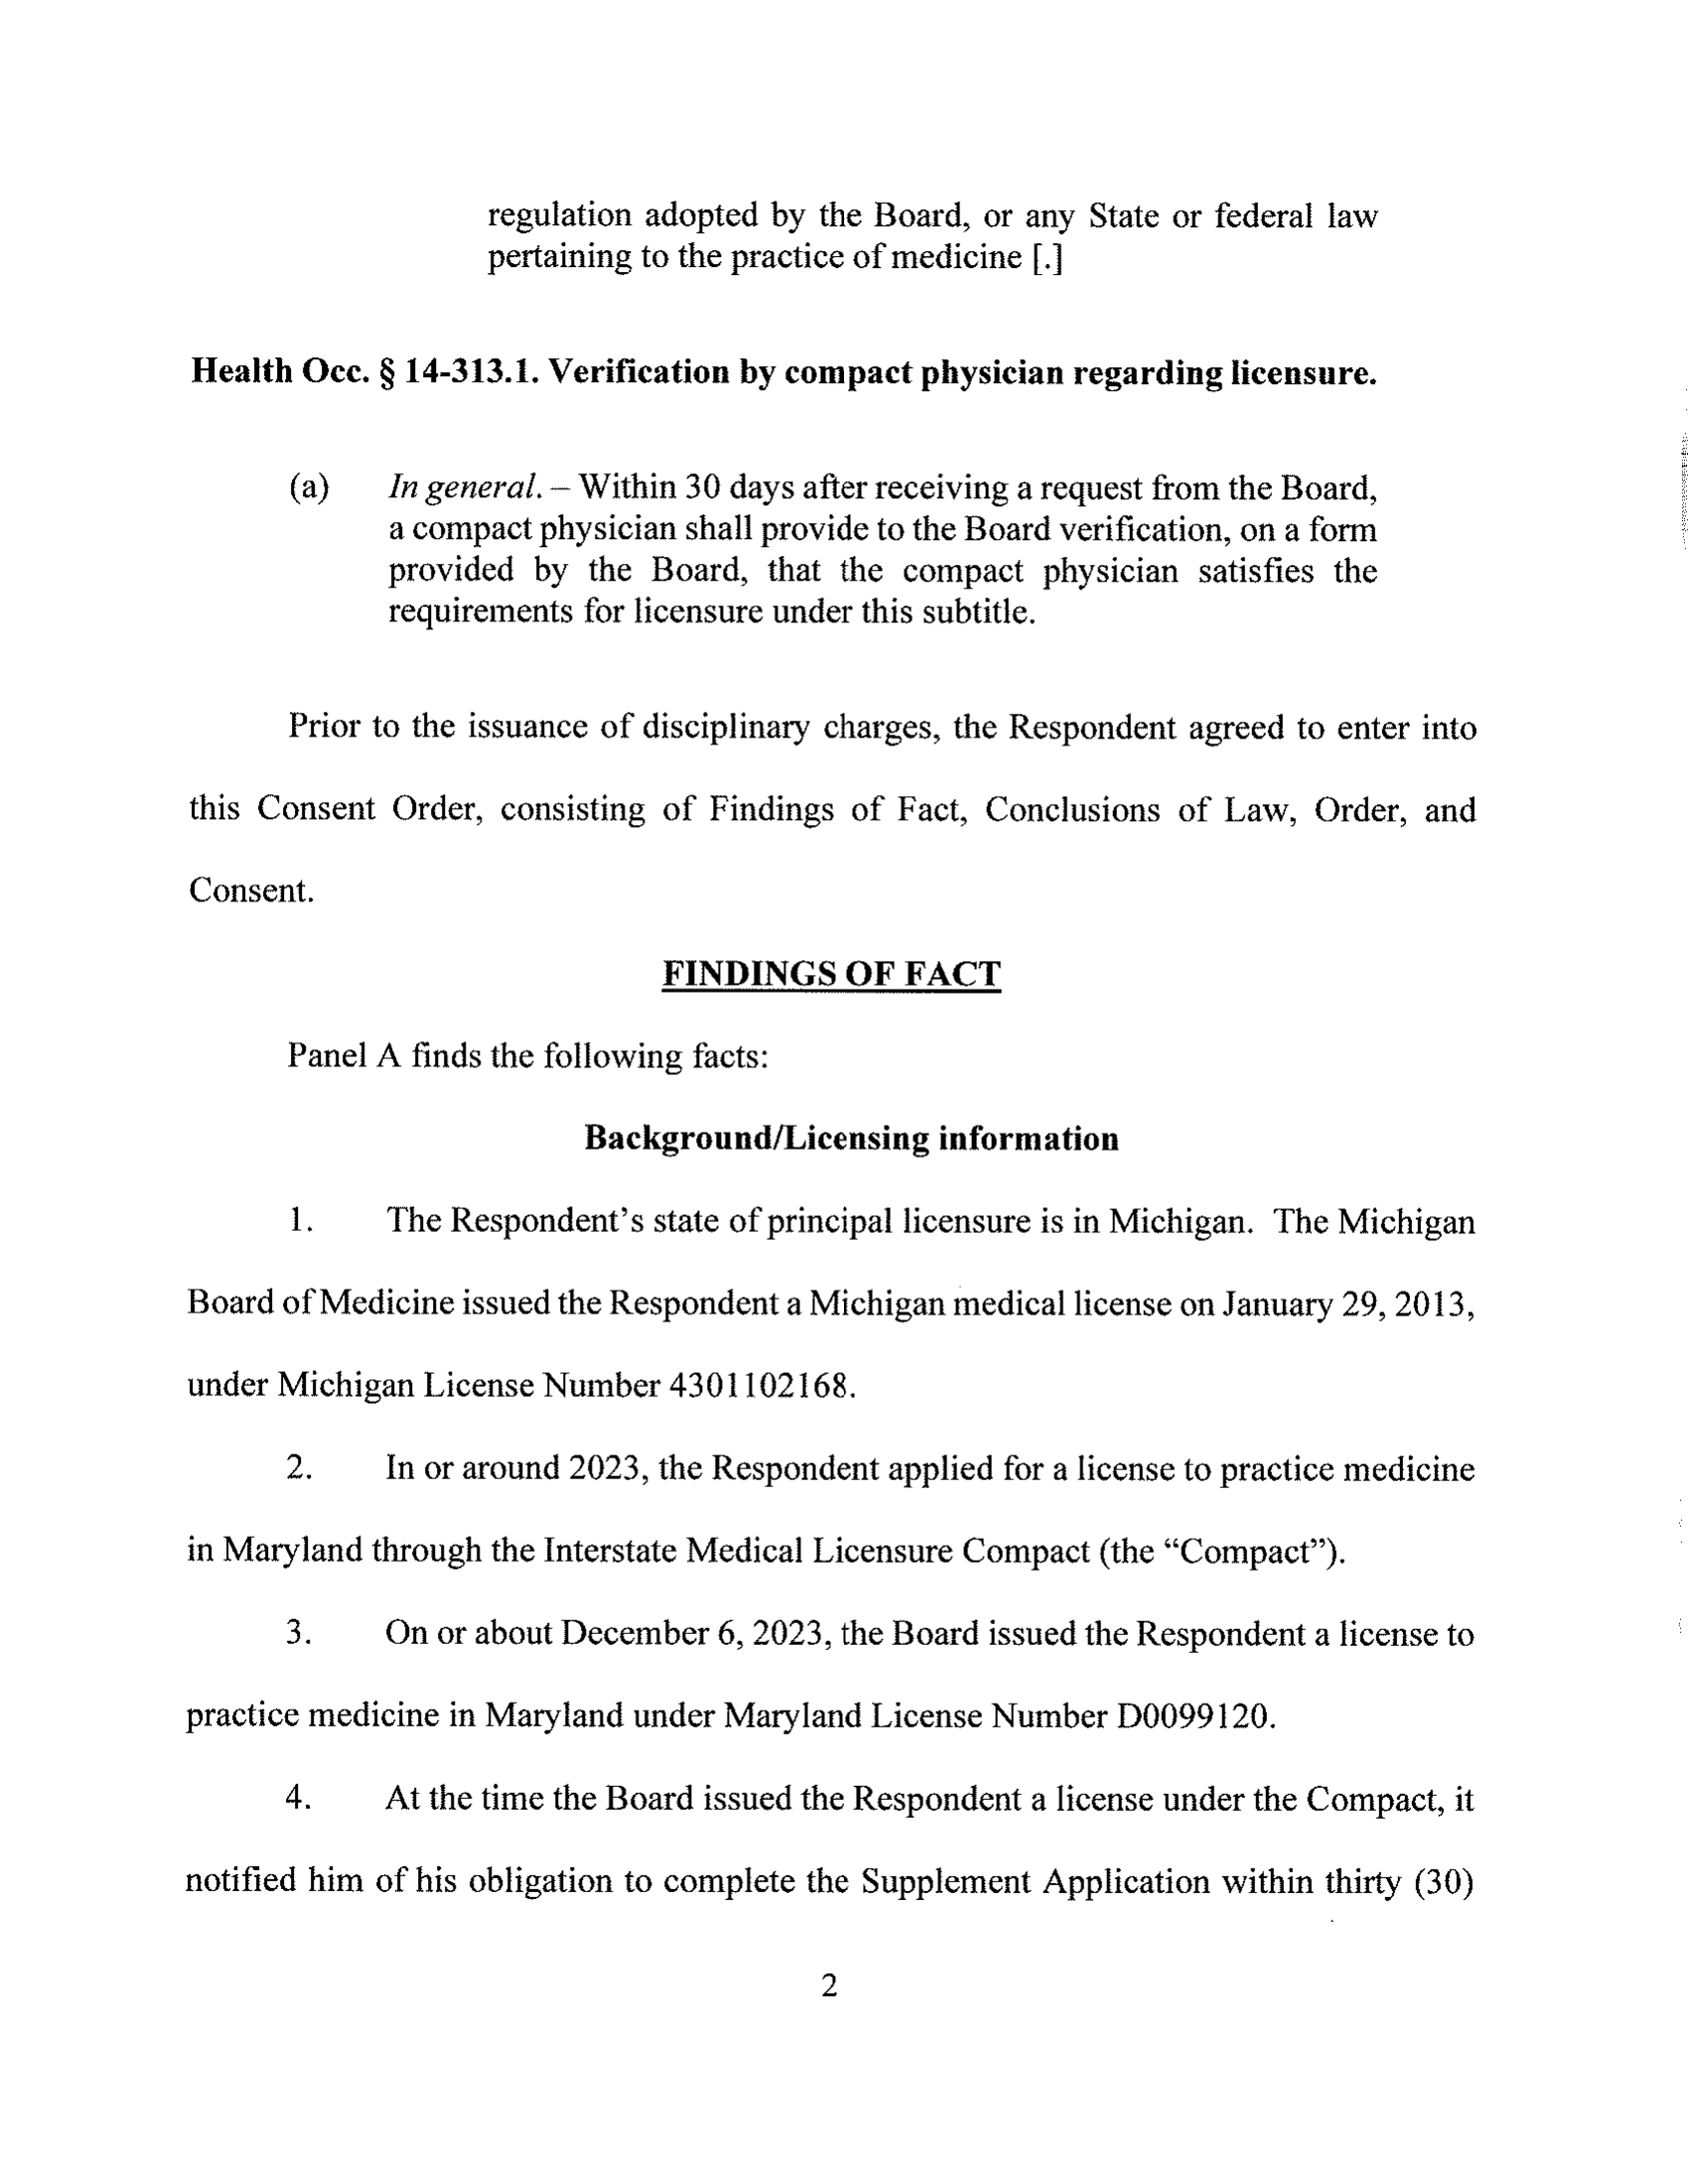 regulation adopted by the Board, or any State or federal law
pertaining to the practice of medicine [.]
Health Occ. § 14-313.1. Verification by compact physician regarding licensure.
(a) In general. – Within 30 days after receiving a request from the Board,
a compact physician shall provide to the Board verification, on a form
provided by the Board, that the compact physician satisfies the
requirements for licensure under this subtitle.
Prior to the issuance of disciplinary charges, the Respondent agreed to enter into
this Consent Order, consisting of Findings of Fact, Conclusions of Law, Order, and
Consent.
FINDINGS OF FACT
Panel A finds the following facts:
Background/Licensing information
1. The Respondent’s state of principal licensure is in Michigan. The Michigan
Board of Medicine issued the Respondent a Michigan medical license on January 29, 2013,
under Michigan License Number 4301102168.
2. In or around 2023, the Respondent applied for a license to practice medicine
in Maryland through the Interstate Medical Licensure Compact (the “Compact”).
3. On or about December 6, 2023, the Board issued the Respondent a license to
practice medicine in Maryland under Maryland License Number D0099120.
4. At the time the Board issued the Respondent a license under the Compact, it
notified him of his obligation to complete the Supplement Application within thirty (30)
2